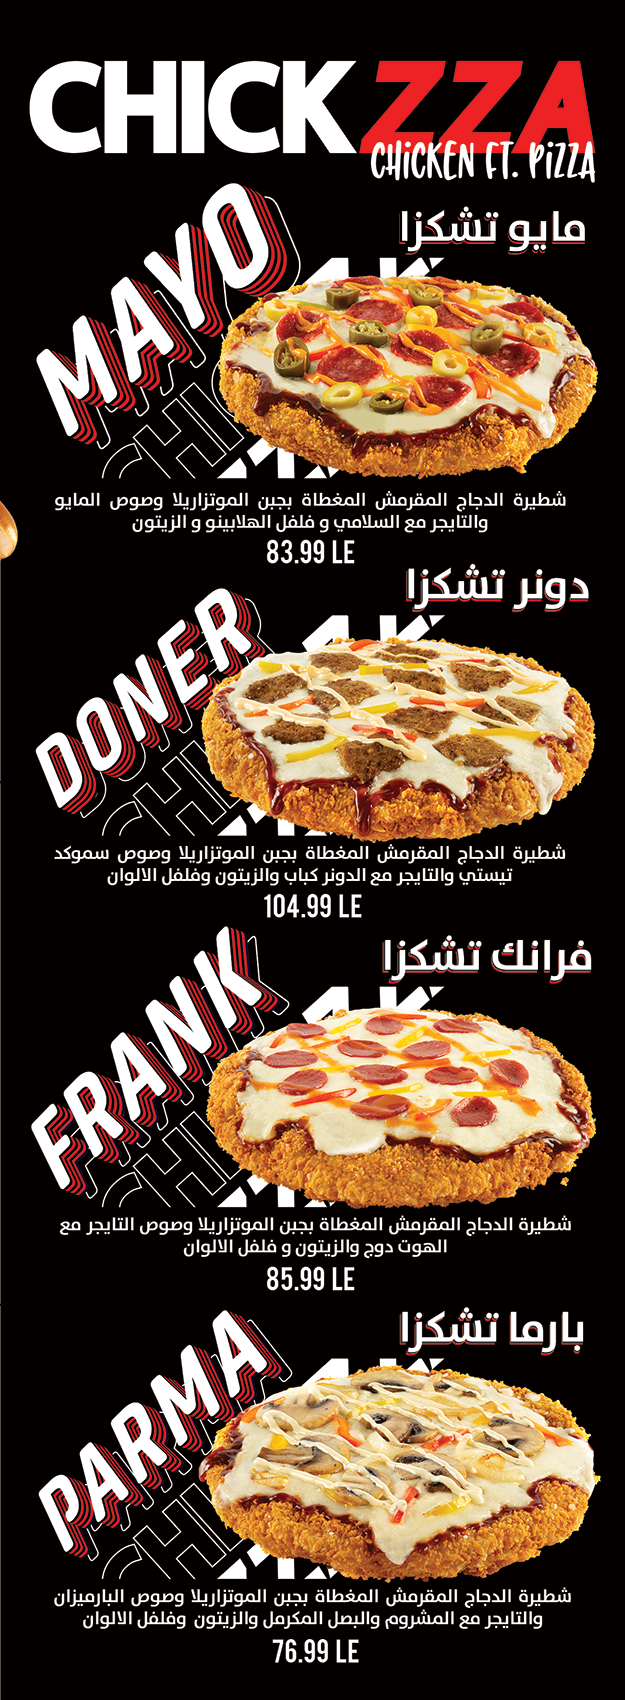 CHICKZZA
CHiCKEN FT. PiZZA
مايو تشكزا
MAYO
شطيرة الدجاج المقرمش المغطاة بجبن الموتزاريلا وصوص المايو
والتايجر مع السلامي و فلفل الهلابينو و الزيتون
83.99 LE
دونر تشكزا
DONER
شطيرة الدجاج المقرمش المغطاة بجبن الموتزاريلا وصوص سموكد
تيستي والتايجر مع الدونر كباب والزيتون وفلفل الالوان
104.99 LE
فرانك تشكزا
FRANK
شطيرة الدجاج المقرمش المغطاة بجبن الموتزاريلا وصوص التايجر مع
الهوت دوج والزيتون و فلفل الالوان
85.99 LE
بارما تشكزا
PARMA
شطيرة الدجاج المقرمش المغطاة بجبن الموتزاريلا وصوص البارميزان
والتايجر مع المشروم والبصل المكرمل والزيتون وفلفل الالوان
76.99 LE